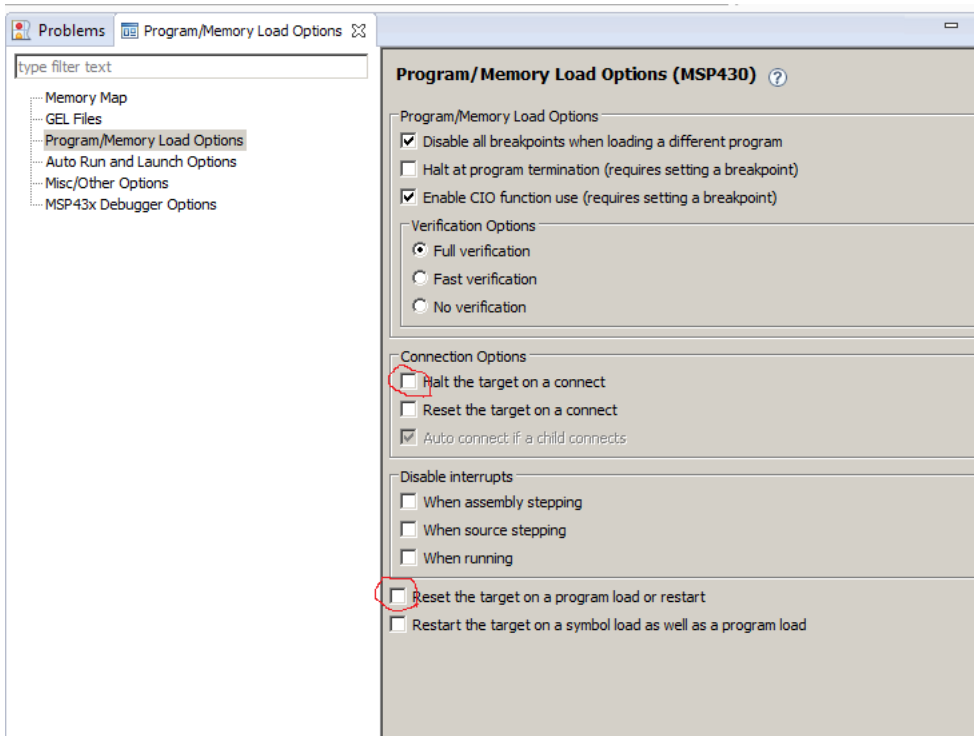 Problems
Program/Memory Load Options
type filter text
Memory Map
GEL Files
Program/Memory Load Options
Auto Run and Launch Options
Misc/Other Options
MSP43x Debugger Options
Program/Memory Load Options (MSP430) ?
Program/Memory Load Options
Disable all breakpoints when loading a different program
Halt at program termination (requires setting a breakpoint)
Enable CIO function use (requires setting a breakpoint)
Verification Options
Full verification
Fast verification
No verification
Connection Options
Halt the target on a connect
Reset the target on a connect
Auto connect if a child connects
Disable interrupts
When assembly stepping
When source stepping
When running
Reset the target on a program load or restart
Restart the target on a symbol load as well as a program load